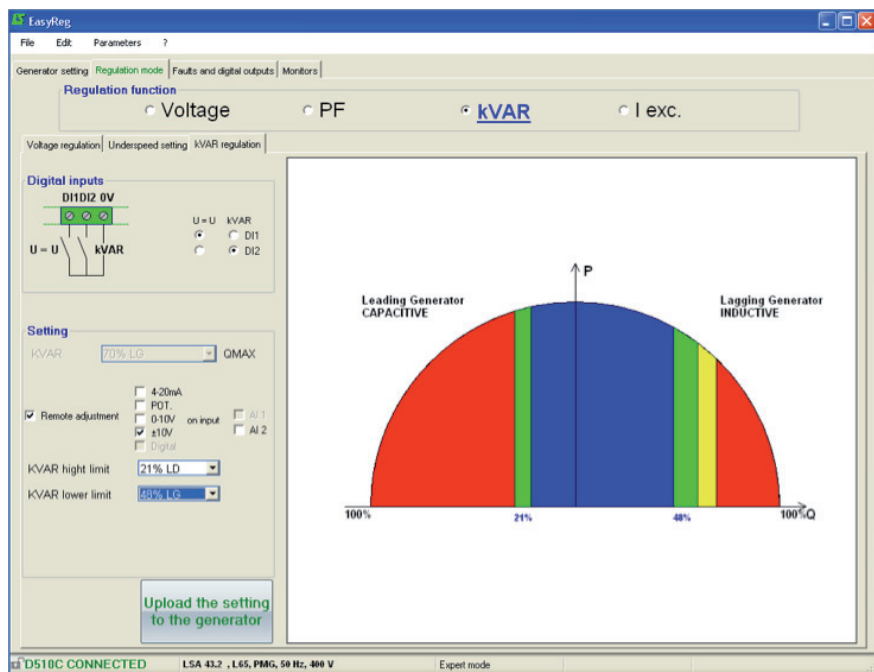 LS EasyReg
File Edit Parameters ?
Generator setting Regulation mode Faults and digital outputs Monitors
Regulation function
Voltage PF kVAR I exc.
Voltage regulation Underspeed setting kVAR regulation
Digital inputs
DI1DI2 0V
U = U kVAR
DI1
U = U kVAR DI2
Setting
KVAR 70% LG QMAX
4-20mA
POT.
Remote adjustment 0-10V on input AI 1
±10V AI 2
Digital
KVAR hight limit 21% LD
KVAR lower limit 48% LG
Upload the setting
to the generator
P
Leading Generator
CAPACITIVE
Lagging Generator
INDUCTIVE
100% 21% 48% 100%Q
D510C CONNECTED LSA 43.2 , L65, PMG, 50 Hz, 400 V Expert mode